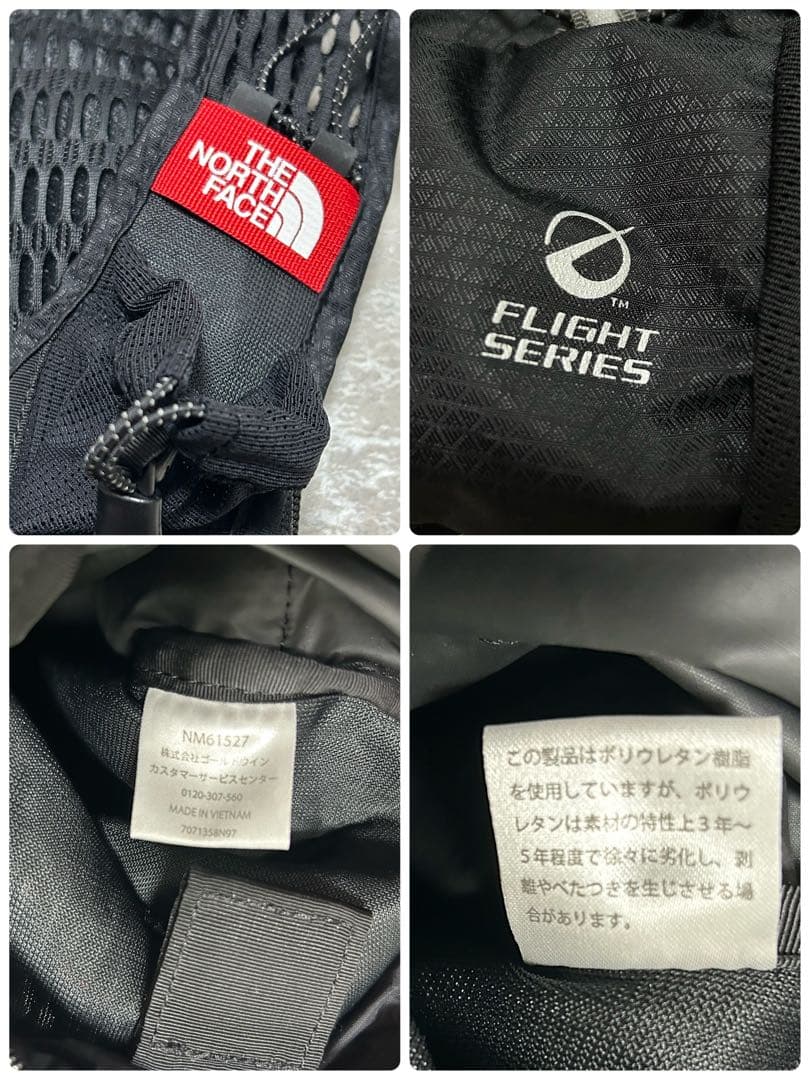 THE
NORTH
FACE
TM
FLIGHT
SERIES
NM61527
株式会社ゴールドウイン
カスタマーサービスセンター
0120-307-560
MADE IN VIETNAM
7071358N97
この製品はポリウレタン樹脂
を使用していますが、ポリウ
レタンは素材の特性上3年〜
5年程度で徐々に劣化し、剥
離やべたつきを生じさせる場
合があります。